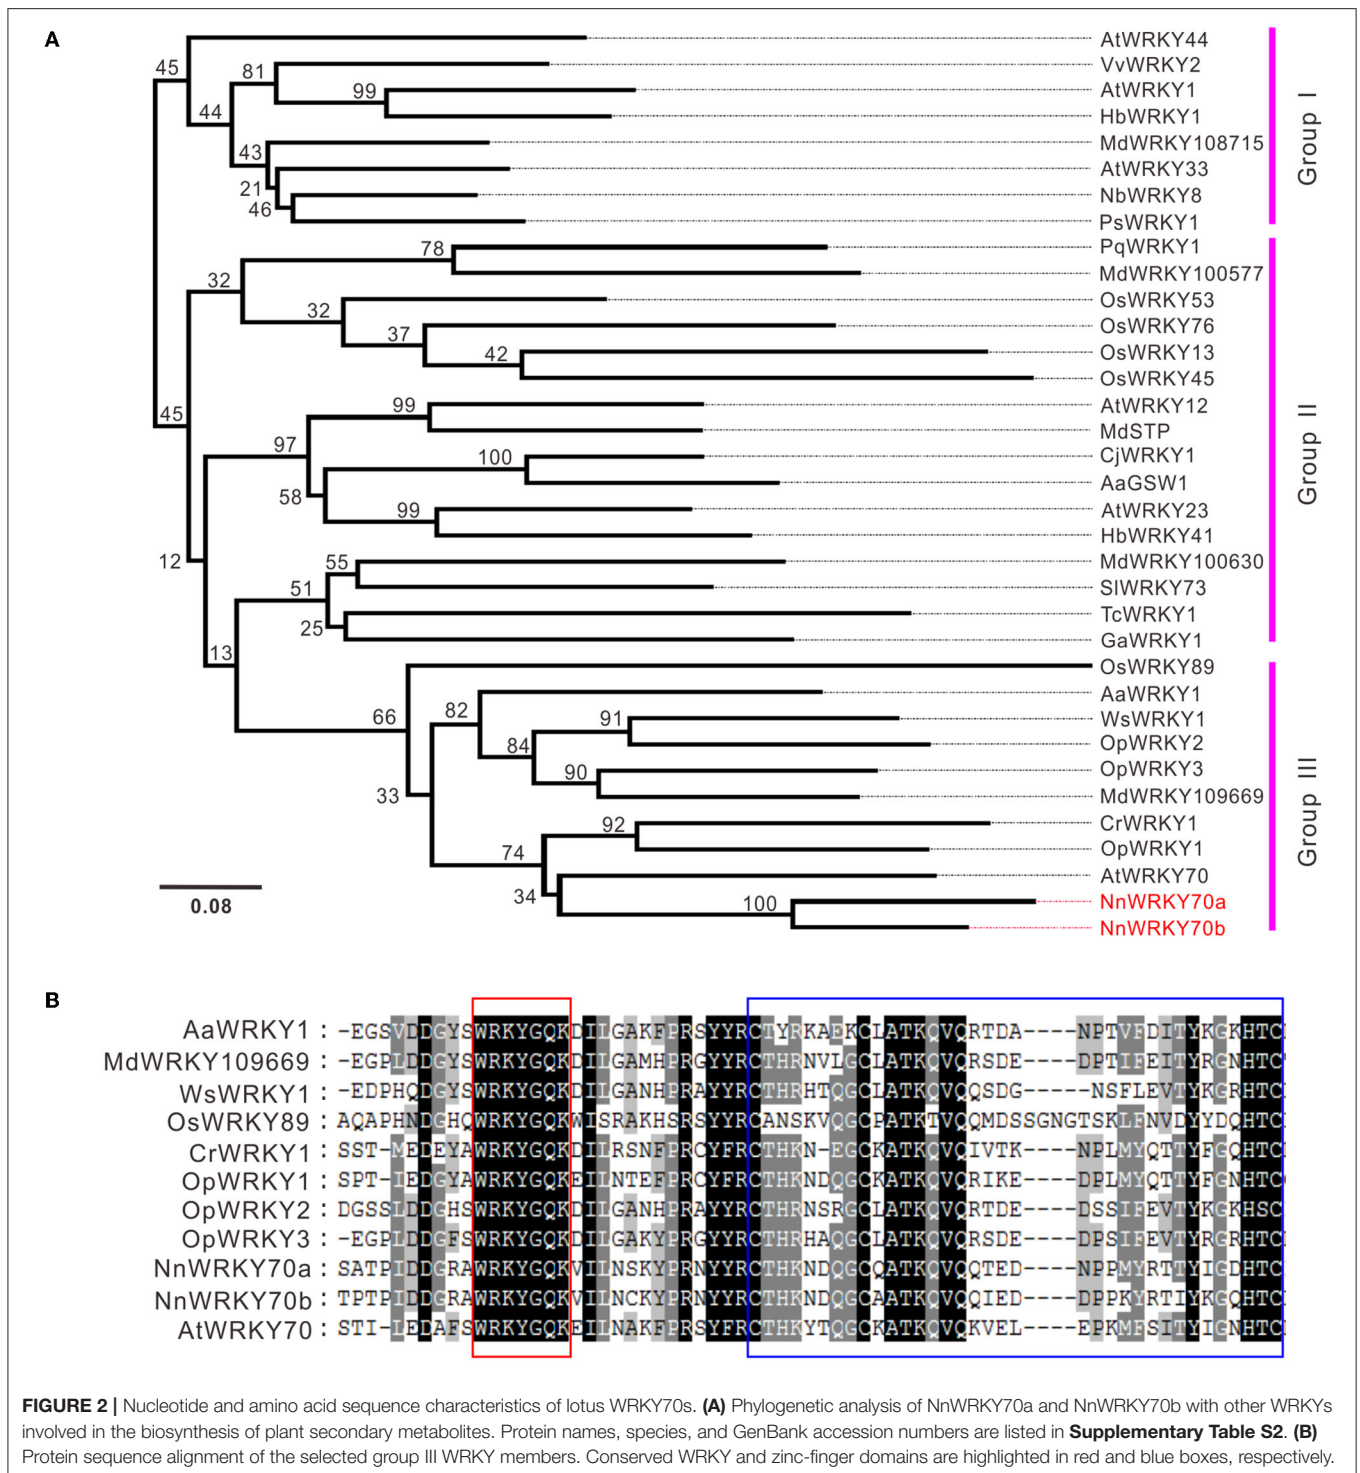 A
AtWRKY44
VvWRKY2
AtWRKY1
HbWRKY1
MdWRKY108715
AtWRKY33
NbWRKY8
PsWRKY1
PqWRKY1
MdWRKY100577
OsWRKY53
OsWRKY76
OsWRKY13
OsWRKY45
AtWRKY12
MdSTP
CjWRKY1
AaGSW1
AtWRKY23
HbWRKY41
MdWRKY100630
SlWRKY73
TcWRKY1
GaWRKY1
OsWRKY89
AaWRKY1
WsWRKY1
OpWRKY2
OpWRKY3
MdWRKY109669
CrWRKY1
OpWRKY1
AtWRKY70
NnWRKY70a
NnWRKY70b
Group I
Group II
Group III
45
81
99
44
43
21
46
78
32
32
37
42
45
99
97
100
58
99
12
55
51
25
13
66
82
91
84
90
33
92
74
34
100
0.08
B
AaWRKY1 : -EGSVDDGYSWRKYGQKDILGAKFPRSYYRCTYRKAEKCLATKQVQRTDA----NPTVFDITYKGKHTC
MdWRKY109669 : -EGPLDDGYSWRKYGQKDILGAMHPRGYYRCTHRNVLGCLATKQVQRSDE----DPTIFEITYRGNHTC
WsWRKY1 : -EDPHQDGYSWRKYGQKDILGANHPRAYYRCTHRHTQGCLATKQVQQSDG-----NSFLEVTYKGRHTC
OsWRKY89 : AQAPHNDGHQWRKYGQKWISRAKHSRSYYRCANSKVQGCPATKTVQQMDSSGNGTSKLFNVDYYDQHTC
CrWRKY1 : SST-MEDEYAWRKYGQKDILRSNFPRCYFRCTHKN-EGCKATKQVQIVTK----NPLMYQTTYFGQHTC
OpWRKY1 : SPT-IEDGYAWRKYGQKEILNTEFPRCYFRCTHKNDQGCKATKQVQRIKE----DPLMYQTTYFGNHTC
OpWRKY2 : DGSSLDDGHSWRKYGQKDILGANHPRAYYRCTHRNSRGCLATKQVQRTDE----DSSIFEVTYKGKHSC
OpWRKY3 : -EGPLDDGFSWRKYGQKDILGAKYPRGYYRCTHRHAQGCLATKQVQRSDE----DPSIFEVTYRGRHTC
NnWRKY70a : SATPIDDGRAWRKYGQKVILNSKYPRNYYRCTHKNDQGCQATKQVQQTED----NPPMYRTTYIGDHTC
NnWRKY70b : TPTPIDDGRAWRKYGQKVILNCKYPRNYYRCTHKNDQGCAATKQVQQIED----DPPKYRTIYKGQHTC
AtWRKY70 : STI-LEDAFSWRKYGQKEILNAKFPRSYFRCTHKYTQGCKATKQVQKVEL----EPKMFSITYIGNHTC
FIGURE 2 | Nucleotide and amino acid sequence characteristics of lotus WRKY70s. (A) Phylogenetic analysis of NnWRKY70a and NnWRKY70b with other WRKYs
involved in the biosynthesis of plant secondary metabolites. Protein names, species, and GenBank accession numbers are listed in Supplementary Table S2. (B)
Protein sequence alignment of the selected group III WRKY members. Conserved WRKY and zinc-finger domains are highlighted in red and blue boxes, respectively.